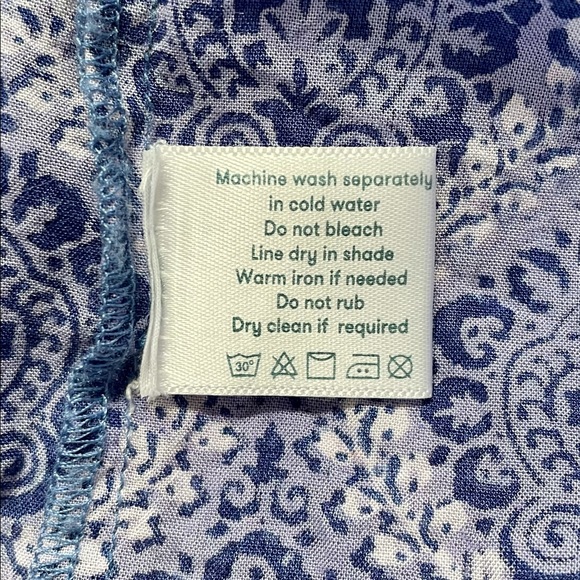 Machine wash separately
in cold water
Do not bleach
Line dry in shade
Warm iron if needed
Do not rub
Dry clean if required
30°